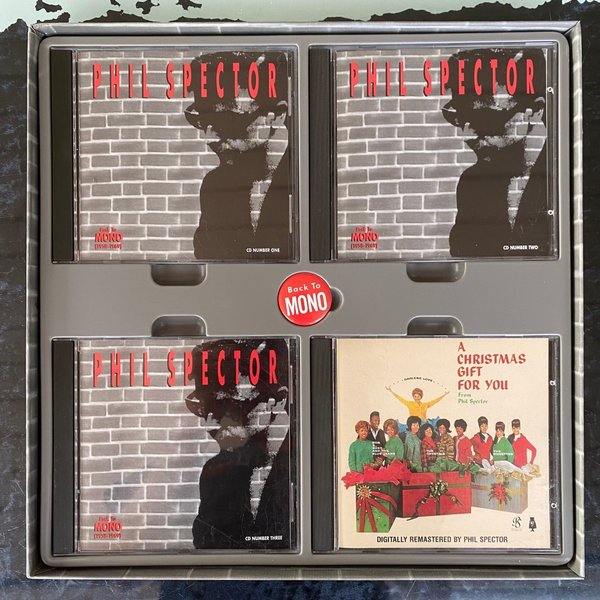 PHIL SPECTOR
Back To
MONO
(1958-1969)
CD NUMBER ONE
PHIL SPECTOR
Back To
MONO
(1958-1969)
CD NUMBER TWO
Back To
MONO
PHIL SPECTOR
Back To
MONO
(1958-1969)
CD NUMBER THREE
A
CHRISTMAS
GIFT
FOR YOU
From
Phil Spector
DARLENE LOVE
DIGITALLY REMASTERED BY PHIL SPECTOR